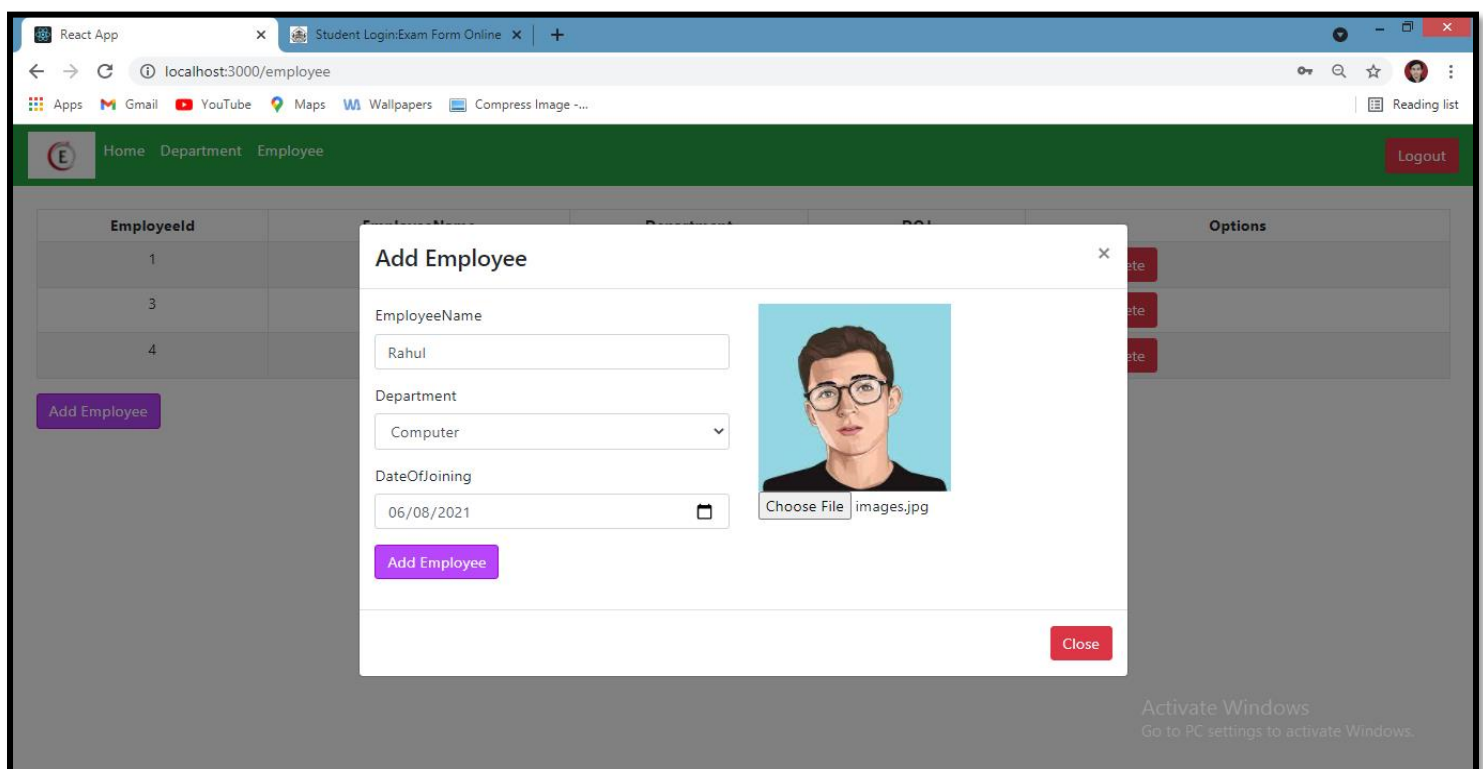 React App
Student Login:Exam Form Online
localhost:3000/employee
Apps Gmail YouTube Maps Wallpapers Compress Image -... Reading list
E Home Department Employee Logout
EmployeeId Options
1
3
4
Add Employee
Add Employee ×
EmployeeName
Rahul
Department
Computer
DateOfJoining
06/08/2021
Choose File images.jpg
Add Employee
Close
Activate Windows
Go to PC settings to activate Windows.